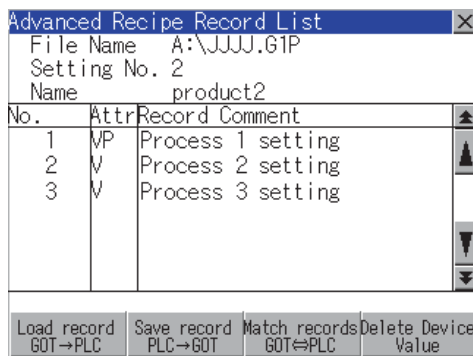 Advanced Recipe Record List
File Name A:\JJJJ.G1P
Setting No. 2
Name product2
No. Attr Record Comment
1 VP Process 1 setting
2 V Process 2 setting
3 V Process 3 setting
Load record Save record Match records Delete Device
GOT→PLC PLC→GOT GOT⇔PLC Value